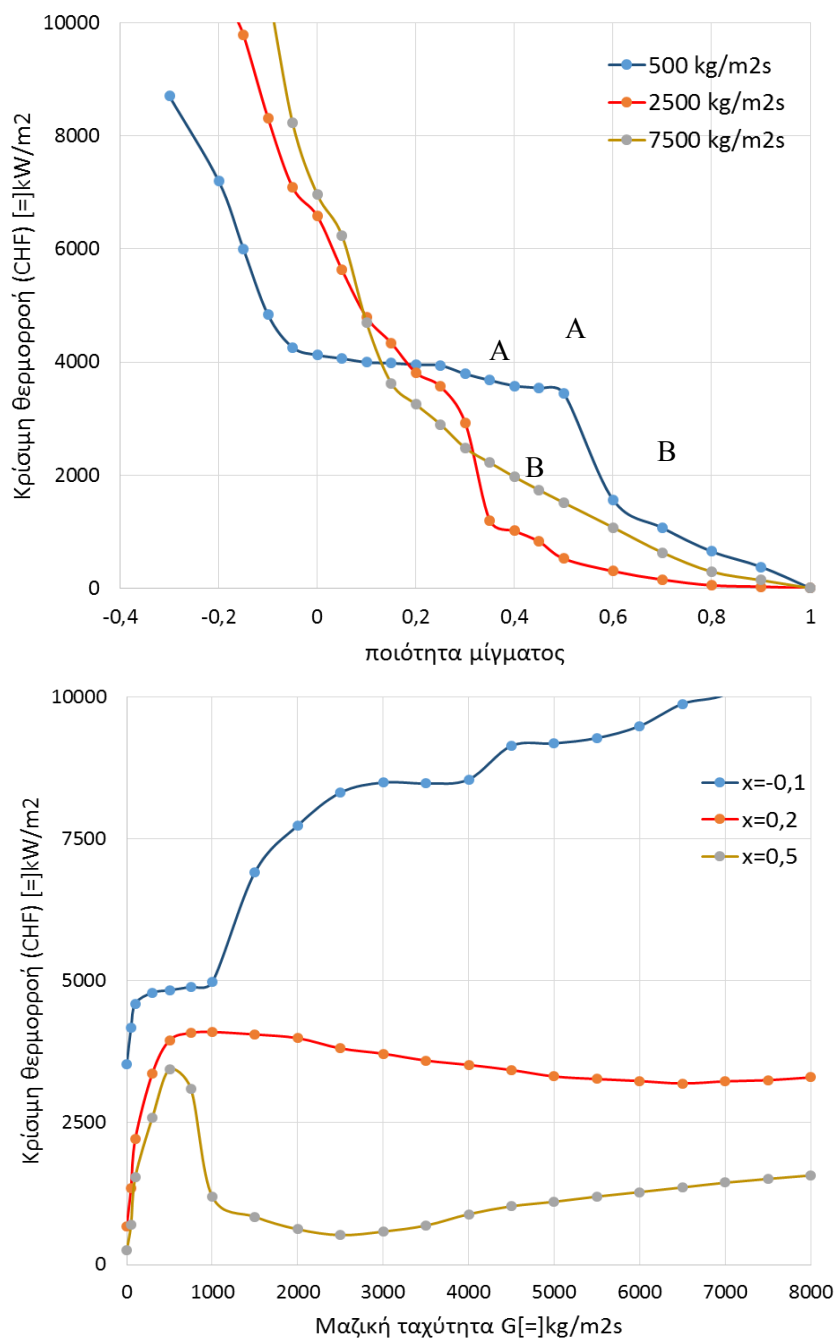 10000
8000
6000
4000
2000
0
-0,4
-0,2
0
0,2
0,4
0,6
0,8
1
Κρίσιμη θερμορροή (CHF) [=]kW/m2
ποιότητα μίγματος
500 kg/m2s
2500 kg/m2s
7500 kg/m2s
A
A
B
B
10000
7500
5000
2500
0
0
1000
2000
3000
4000
5000
6000
7000
8000
Κρίσιμη θερμορροή (CHF) [=]kW/m2
Μαζική ταχύτητα G[=]kg/m2s
x=-0,1
x=0,2
x=0,5